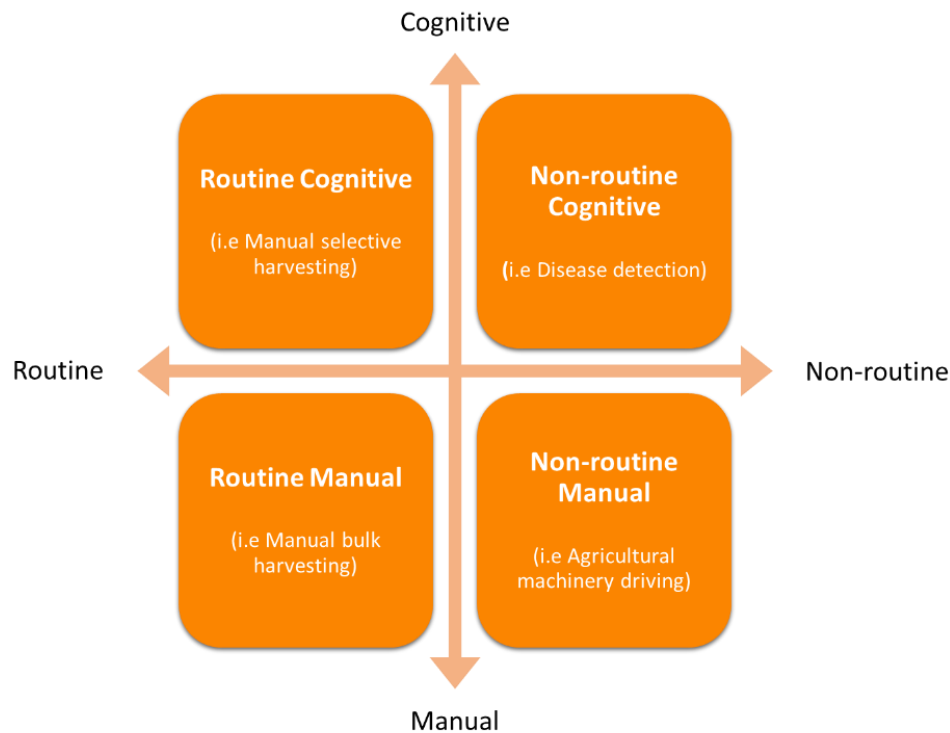 Cognitive
Routine Cognitive
(i.e Manual selective
harvesting)
Non-routine
Cognitive
(i.e Disease detection)
Routine
Non-routine
Routine Manual
(i.e Manual bulk
harvesting)
Non-routine
Manual
(i.e Agricultural
machinery driving)
Manual